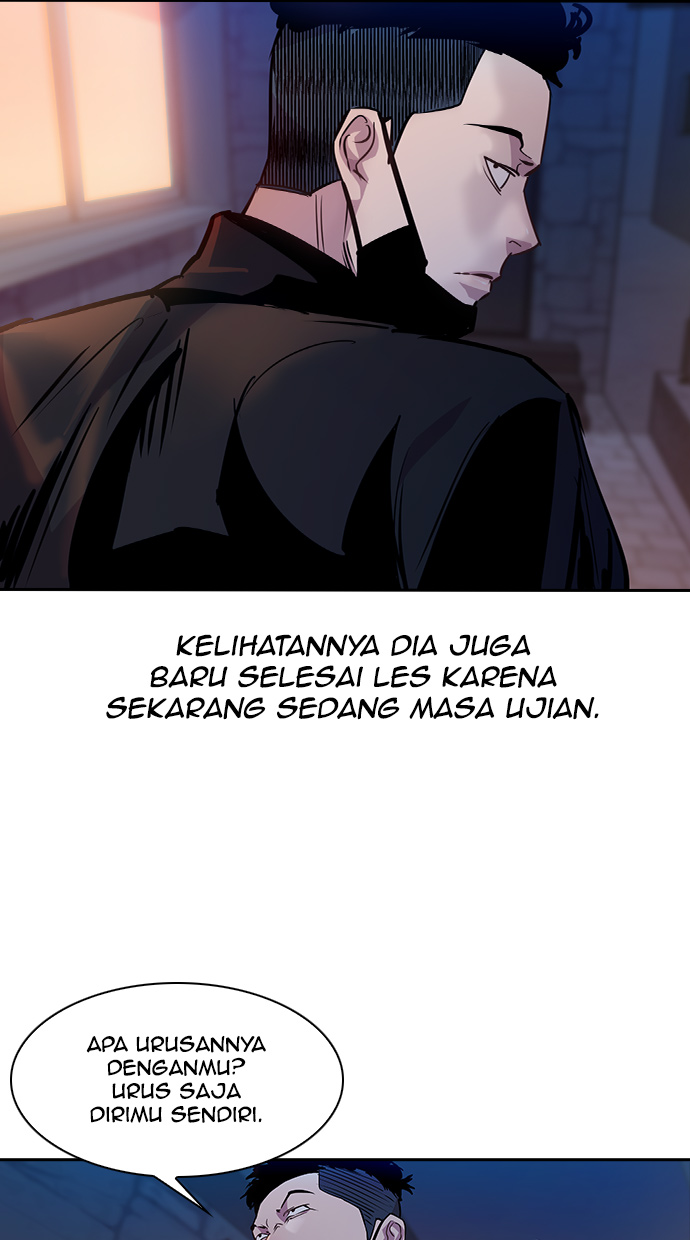 KELIHATANNYA DIA JUGA
BARU SELESAI LES KARENA
SEKARANG SEDANG MASA UJIAN.
APA URUSANNYA
DENGANMU?
URUS SAJA
DIRIMU SENDIRI.